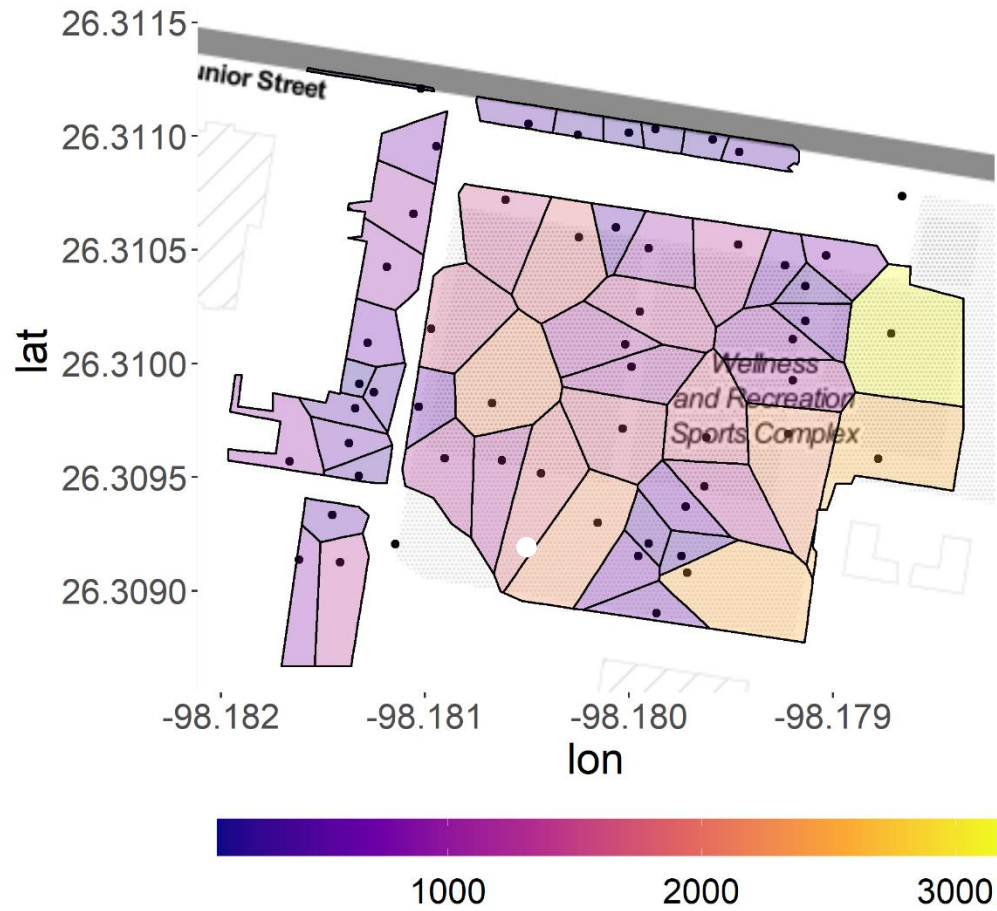 26.3115
unior Street
26.3110
26.3105
26.3100
26.3095
26.3090
lat
Wellness
and Recreation
Sports Complex
-98.182 -98.181 -98.180 -98.179
lon
1000 2000 3000